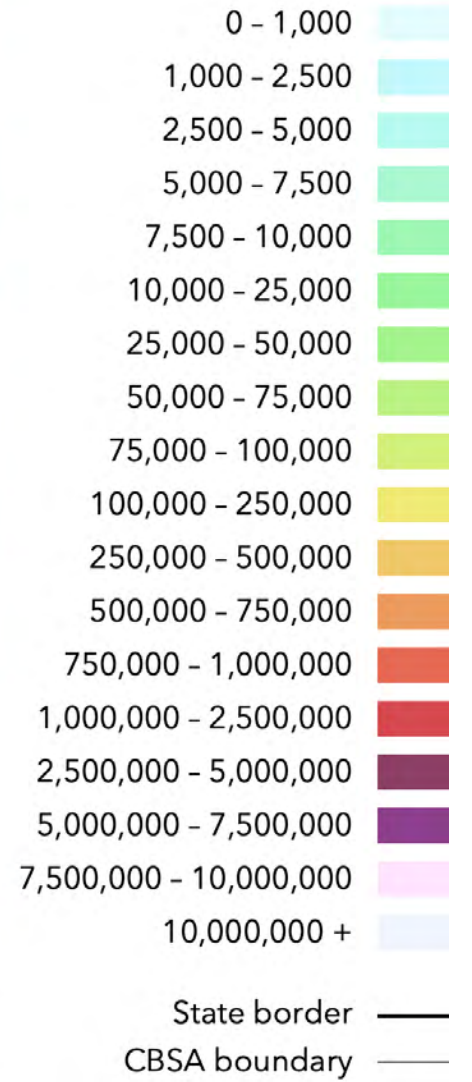 0 – 1,000
1,000 – 2,500
2,500 – 5,000
5,000 – 7,500
7,500 – 10,000
10,000 – 25,000
25,000 – 50,000
50,000 – 75,000
75,000 – 100,000
100,000 – 250,000
250,000 – 500,000
500,000 – 750,000
750,000 – 1,000,000
1,000,000 – 2,500,000
2,500,000 – 5,000,000
5,000,000 – 7,500,000
7,500,000 – 10,000,000
10,000,000 +
State border
CBSA boundary